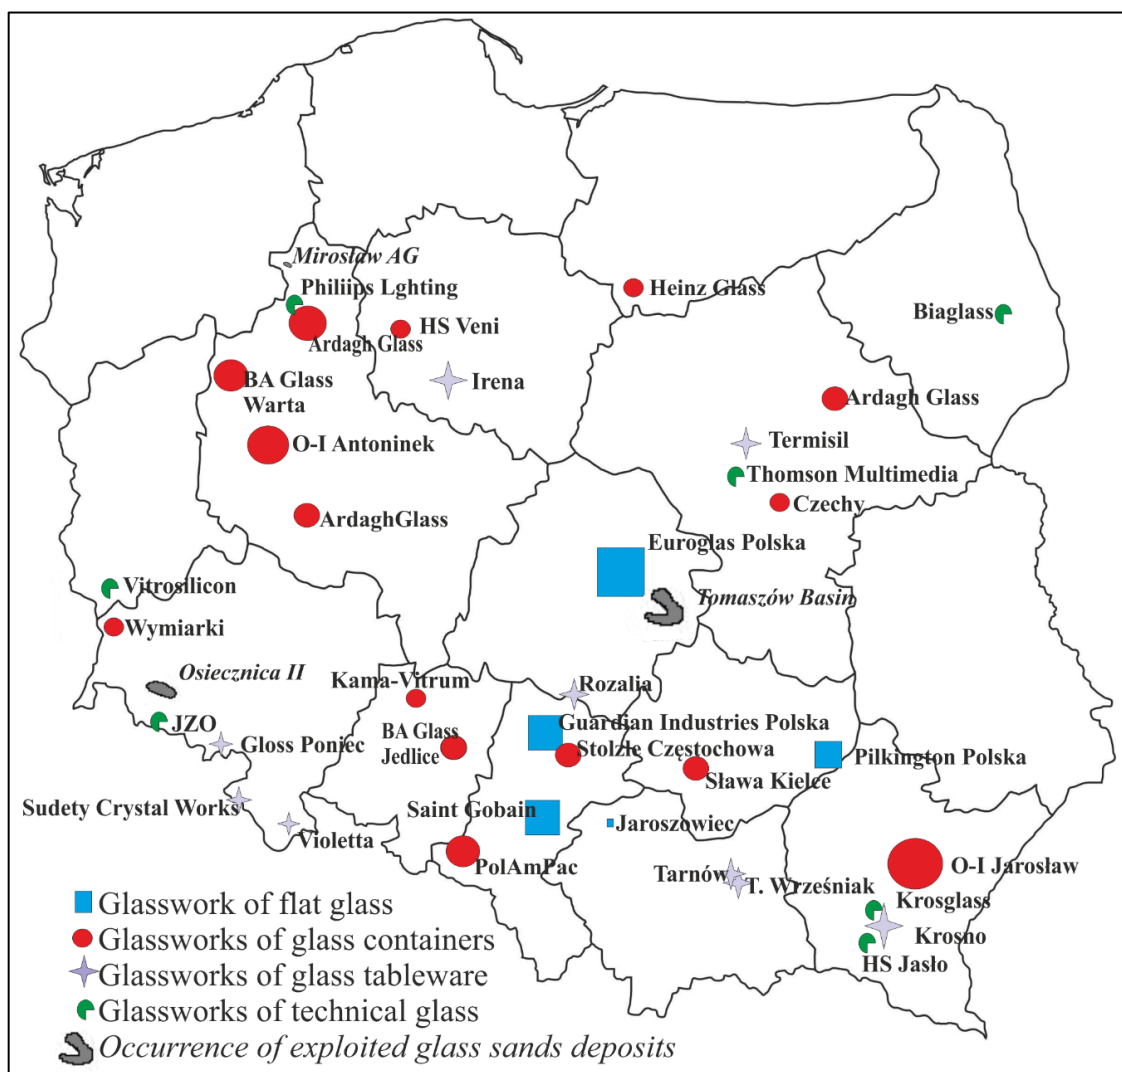 Mirosław AG
Philiips Lghting
Heinz Glass
Biaglass
HS Veni
Ardagh Glass
BA Glass
Warta
Irena
Ardagh Glass
O-I Antoninek
Termisil
Thomson Multimedia
Czechy
ArdaghGlass
Euroglas Polska
Vitrosilicon
Tomaszów Basin
Wymiarki
Osiecznica II
Kama-Vitrum
Rozalia
JZO
Guardian Industries Polska
BA Glass
Jedlice
Gloss Poniec
Stolzle Częstochowa
Pilkington Polska
Sława Kielce
Sudety Crystal Works
Saint Gobain
Jaroszowiec
Violetta
PolAmPac
O-I Jarosław
Tarnów
T. Wrześniak
Krosglass
Krosno
HS Jasło
Glasswork of flat glass
Glassworks of glass containers
Glassworks of glass tableware
Glassworks of technical glass
Occurrence of exploited glass sands deposits